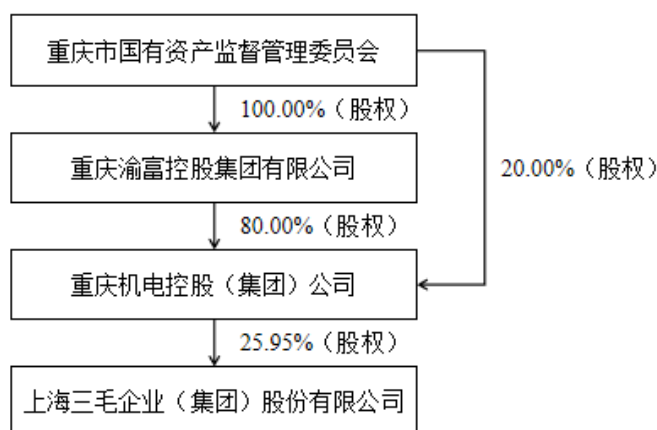 重庆市国有资产监督管理委员会
100.00%（股权）
重庆渝富控股集团有限公司
20.00%（股权）
80.00%（股权）
重庆机电控股（集团）公司
25.95%（股权）
上海三毛企业（集团）股份有限公司